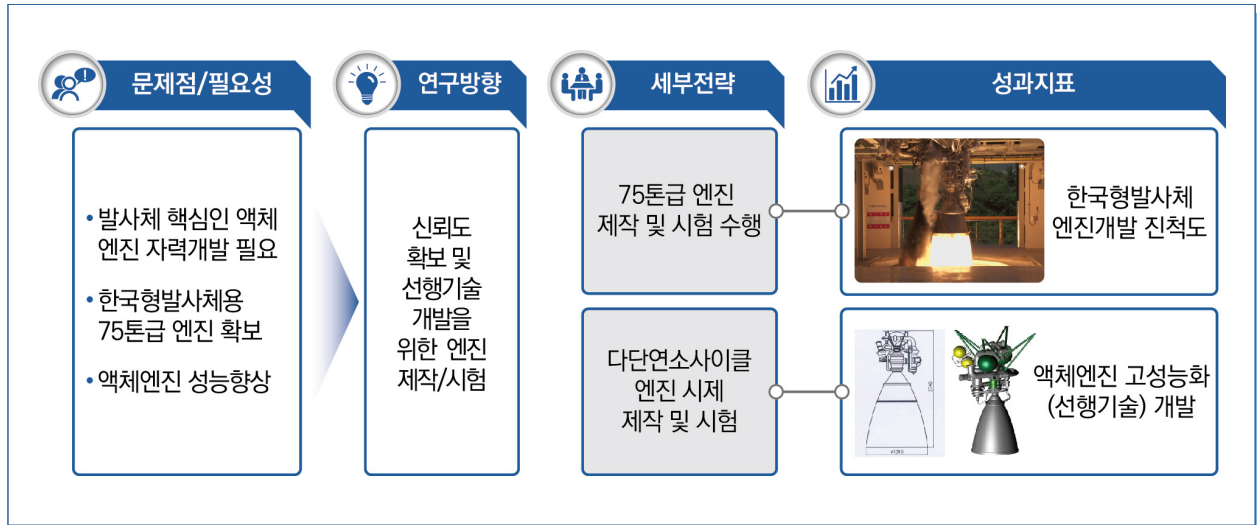 문제점/필요성
연구방향
세부전략
성과지표
• 발사체 핵심인 액체
엔진 자력개발 필요
• 한국형발사체용
75톤급 엔진 확보
• 액체엔진 성능향상
신뢰도
확보 및
선행기술
개발을
위한 엔진
제작/시험
75톤급 엔진
제작 및 시험 수행
한국형발사체
엔진개발 진척도
다단연소사이클
엔진 시제
제작 및 시험
액체엔진 고성능화
(선행기술) 개발